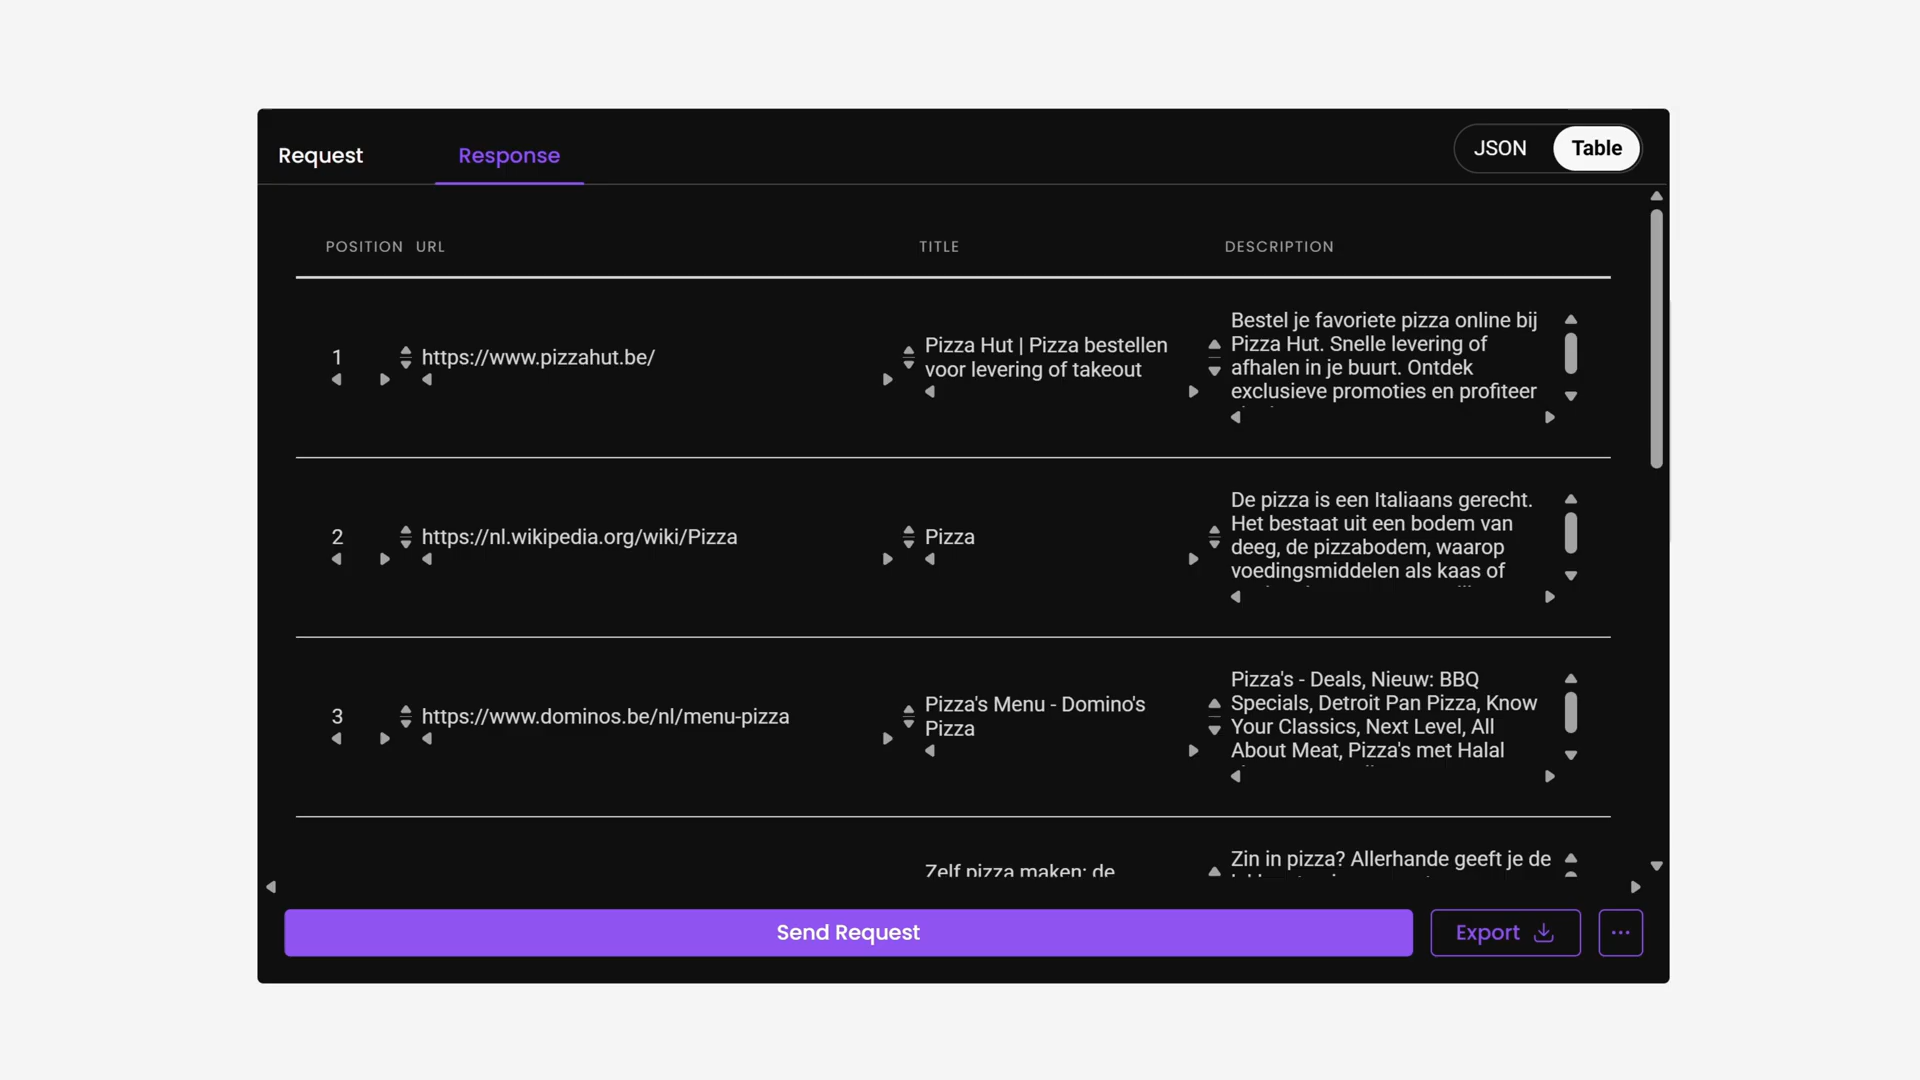 Request
Response
JSON
Table
POSITION
URL
TITLE
DESCRIPTION
1
https://www.pizzahut.be/
Pizza Hut | Pizza bestellen
voor levering of takeout
Bestel je favoriete pizza online bij
Pizza Hut. Snelle levering of
afhalen in je buurt. Ontdek
exclusieve promoties en profiteer
2
https://nl.wikipedia.org/wiki/Pizza
Pizza
De pizza is een Italiaans gerecht.
Het bestaat uit een bodem van
deeg, de pizzabodem, waarop
voedingsmiddelen als kaas of
3
https://www.dominos.be/nl/menu-pizza
Pizza's Menu - Domino's
Pizza
Pizza's - Deals, Nieuw: BBQ
Specials, Detroit Pan Pizza, Know
Your Classics, Next Level, All
About Meat, Pizza's met Halal
Zelf pizza maken: de
Zin in pizza? Allerhande geeft je de
Send Request
Export